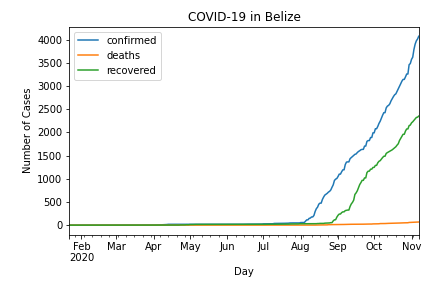 COVID-19 in Belize
confirmed
deaths
recovered
Number of Cases
4000
3500
3000
2500
2000
1500
1000
500
0
Feb Mar Apr May Jun Jul Aug Sep Oct Nov
2020
Day